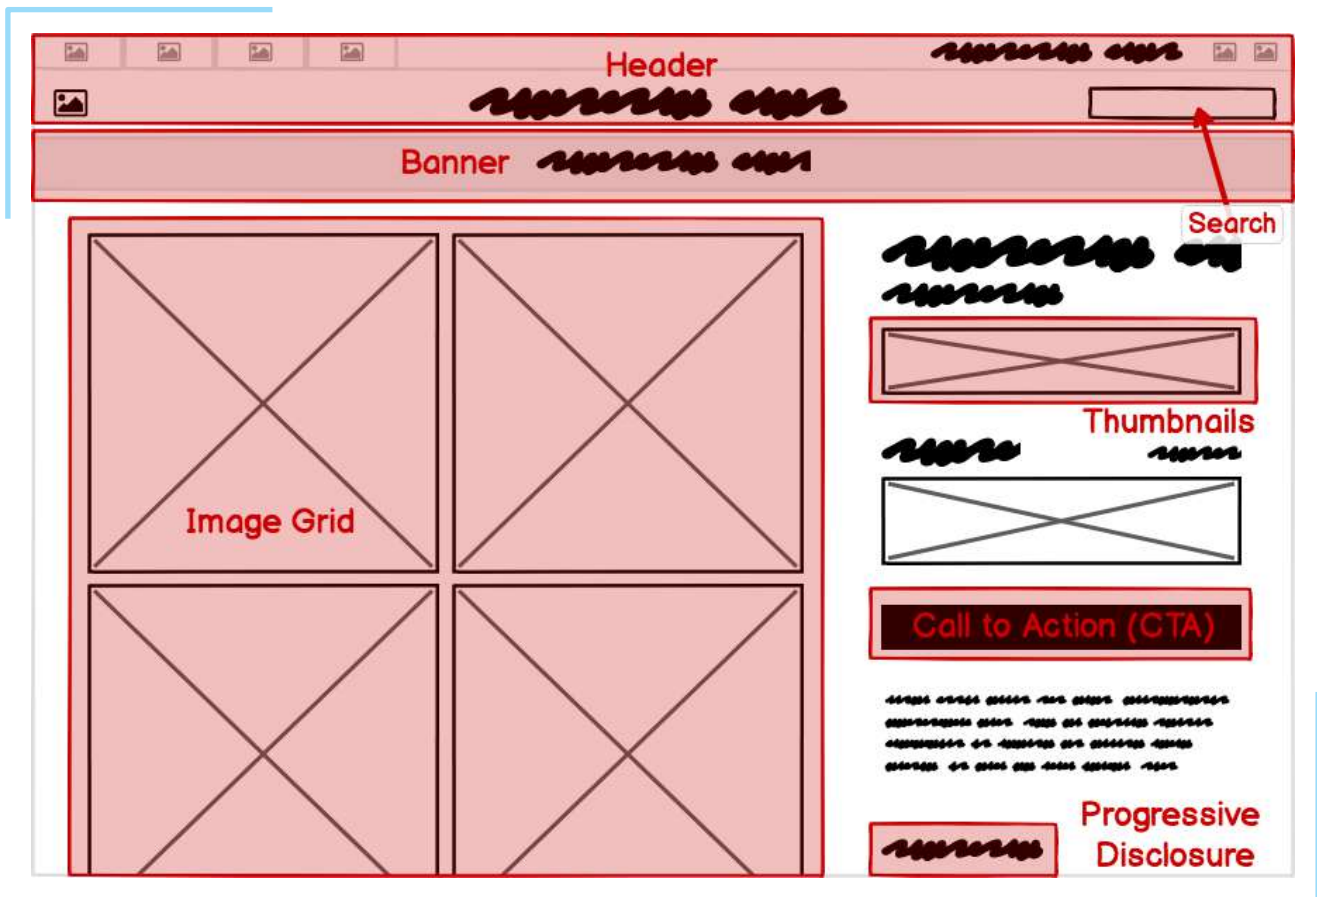 Header
Banner
Search
Thumbnails
Image Grid
Call to Action (CTA)
Progressive
Disclosure